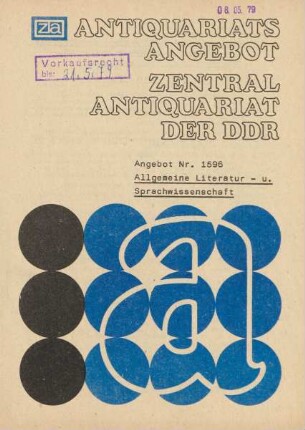 08.05.79
za
ANTIQUARIATS
ANGEBOT
Vorkaufsrecht
bis: 21.5.79
ZENTRAL
ANTIQUARIAT
DER DDR
Angebot Nr. 1596
Allgemeine Literatur - u.
Sprachwissenschaft
a